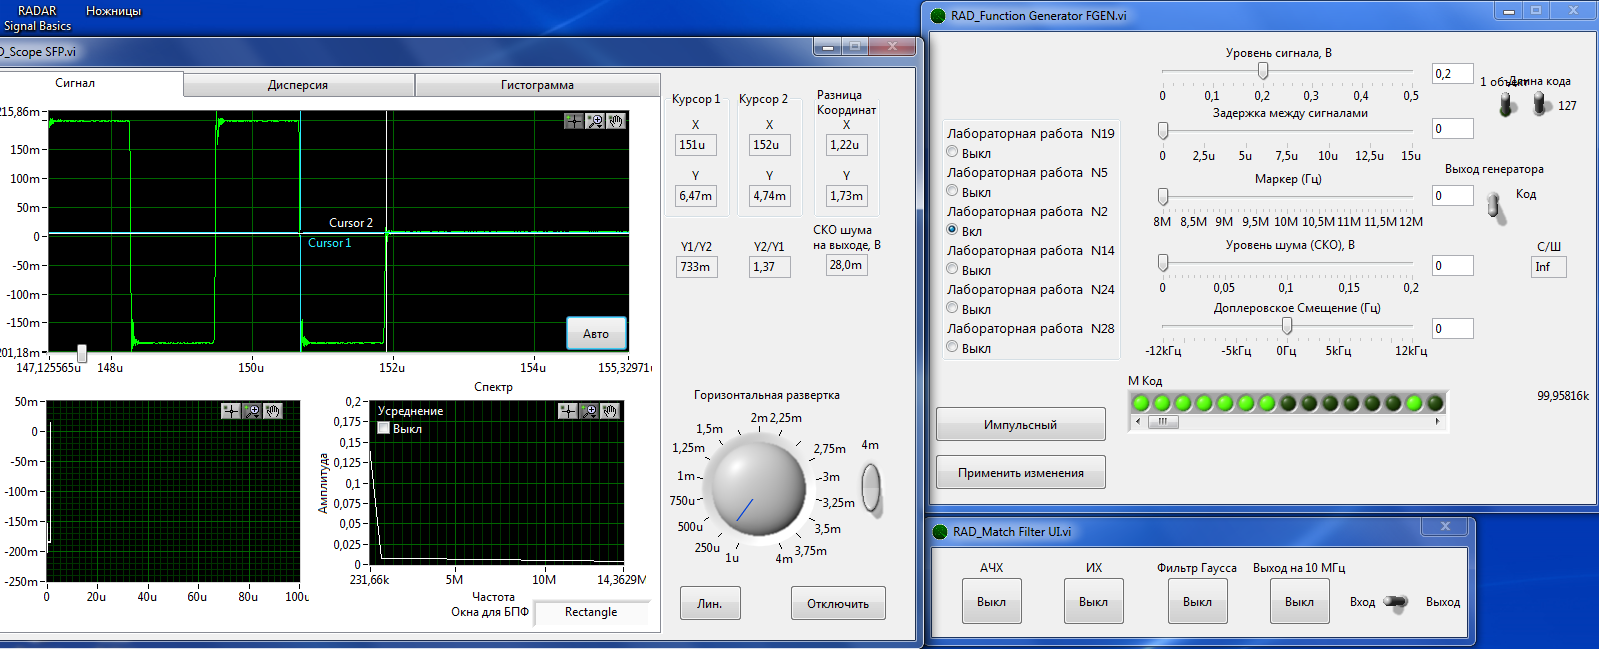 RADAR
Signal Basics
Ножницы
D_Scope SFP.vi
Сигнал
Дисперсия
Гистограмма
215,86m
150m
100m
50m
0
-50m
-100m
-150m
201,18m
Cursor 2
Cursor 1
Авто
147,125565u
148u
150u
152u
154u
155,32971
Спектр
50m
0
-50m
-100m
-150m
-200m
-250m
0
20u
40u
60u
80u
100u
Усреднение
Выкл
Амплитуда
0,2
0,175
0,15
0,125
0,1
0,075
0,05
0,025
0
231,66k
5M
10M
14,3629M
Частота
Окна для БПФ
Rectangle
Курсор 1
X
151u
Y
6,47m
Курсор 2
X
152u
Y
4,74m
Разница
Координат
X
1,22u
Y
1,73m
Y1/Y2
733m
Y2/Y1
1,37
СКО шума
на выходе, В
28,0m
Горизонтальная развертка
1u
250u
500u
750u
1m
1,25m
1,5m
2m
2,25m
2,75m
3m
3,25m
3,5m
3,75m
4m
4m
Лин.
Отключить
RAD_Function Generator FGEN.vi
Лабораторная работа N19
Выкл
Лабораторная работа N5
Выкл
Лабораторная работа N2
Вкл
Лабораторная работа N14
Выкл
Лабораторная работа N24
Выкл
Лабораторная работа N28
Выкл
Импульсный
Применить изменения
Уровень сигнала, В
0,2
0 0,1 0,2 0,3 0,4 0,5
Задержка между сигналами
0
0 2,5u 5u 7,5u 10u 12,5u 15u
Маркер (Гц)
0
8M 8,5M 9M 9,5M 10M 10,5M 11M 11,5M 12M
Уровень шума (СКО), В
0
0 0,05 0,1 0,15 0,2
Доплеровское Смещение (Гц)
0
-12кГц -5кГц 0Гц 5кГц 12кГц
1 объект
Длина кода
127
Выход генератора
Код
С/Ш
Inf
М Код
99,95816k
RAD_Match Filter UI.vi
АЧХ
Выкл
ИХ
Выкл
Фильтр Гаусса
Выкл
Выход на 10 МГц
Выкл
Вход
Выход